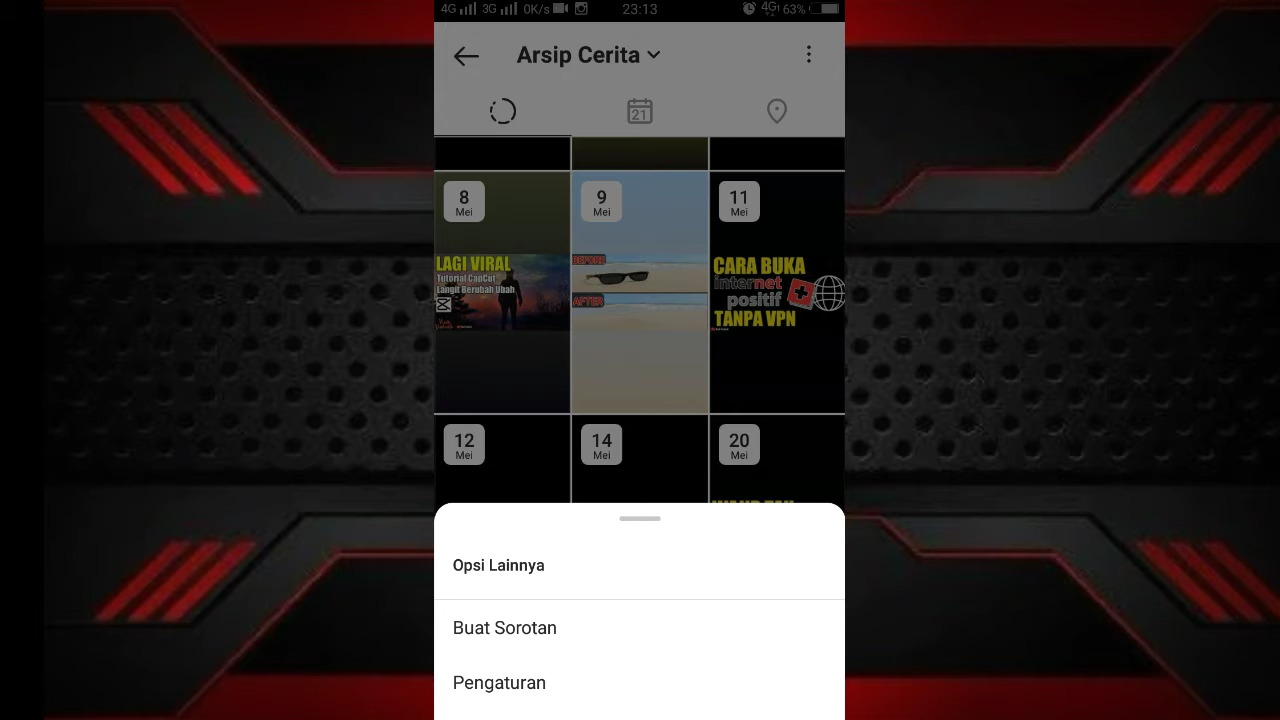 4G 3G 0K/s 23:13 4G 63%
Arsip Cerita
21
8
Mei
9
Mei
11
Mei
LAGI VIRAL
Tutorial CapCut
Langit Berubah Ubah
BEFORE
AFTER
CARA BUKA
internet
positif
TANPA VPN
12
Mei
14
Mei
20
Mei
Opsi Lainnya
Buat Sorotan
Pengaturan